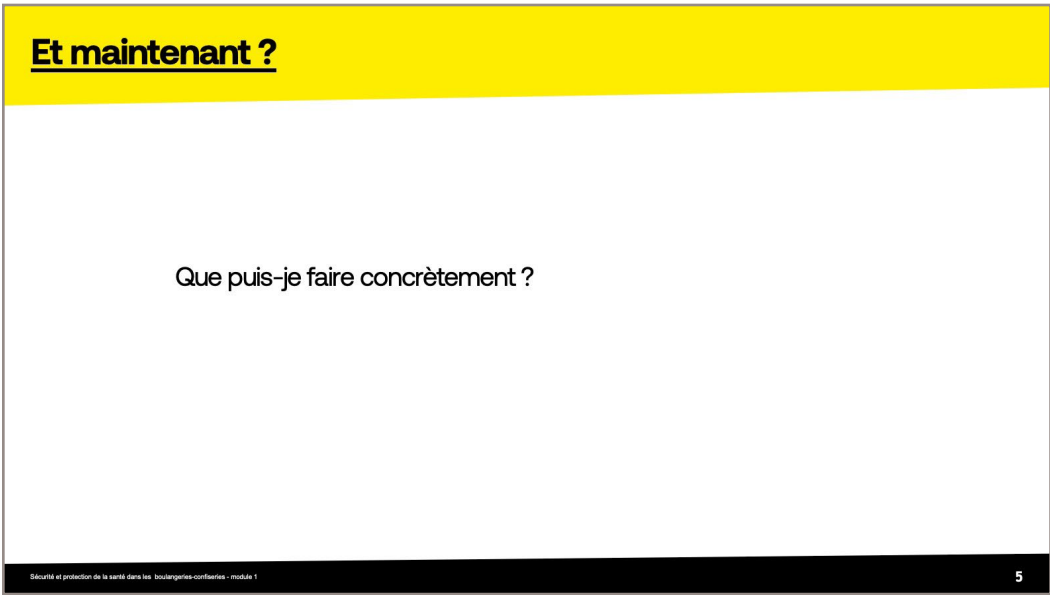 Et maintenant ?
Que puis-je faire concrètement ?
Sécurité et protection de la santé dans les boulangeries-confiseries - module 1
5